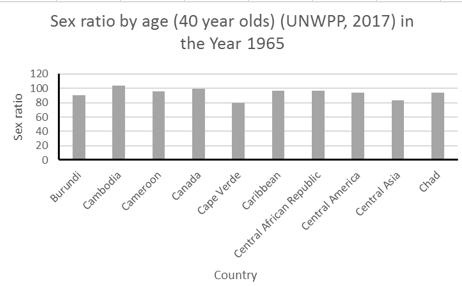 Sex ratio by age (40 year olds) (UNWPP, 2017) in
the Year 1965
Sex ratio
120
100
80
60
40
20
0
Burundi
Cambodia
Cameroon
Canada
Cape Verde
Caribbean
Central African Republic
Central America
Central Asia
Chad
Country